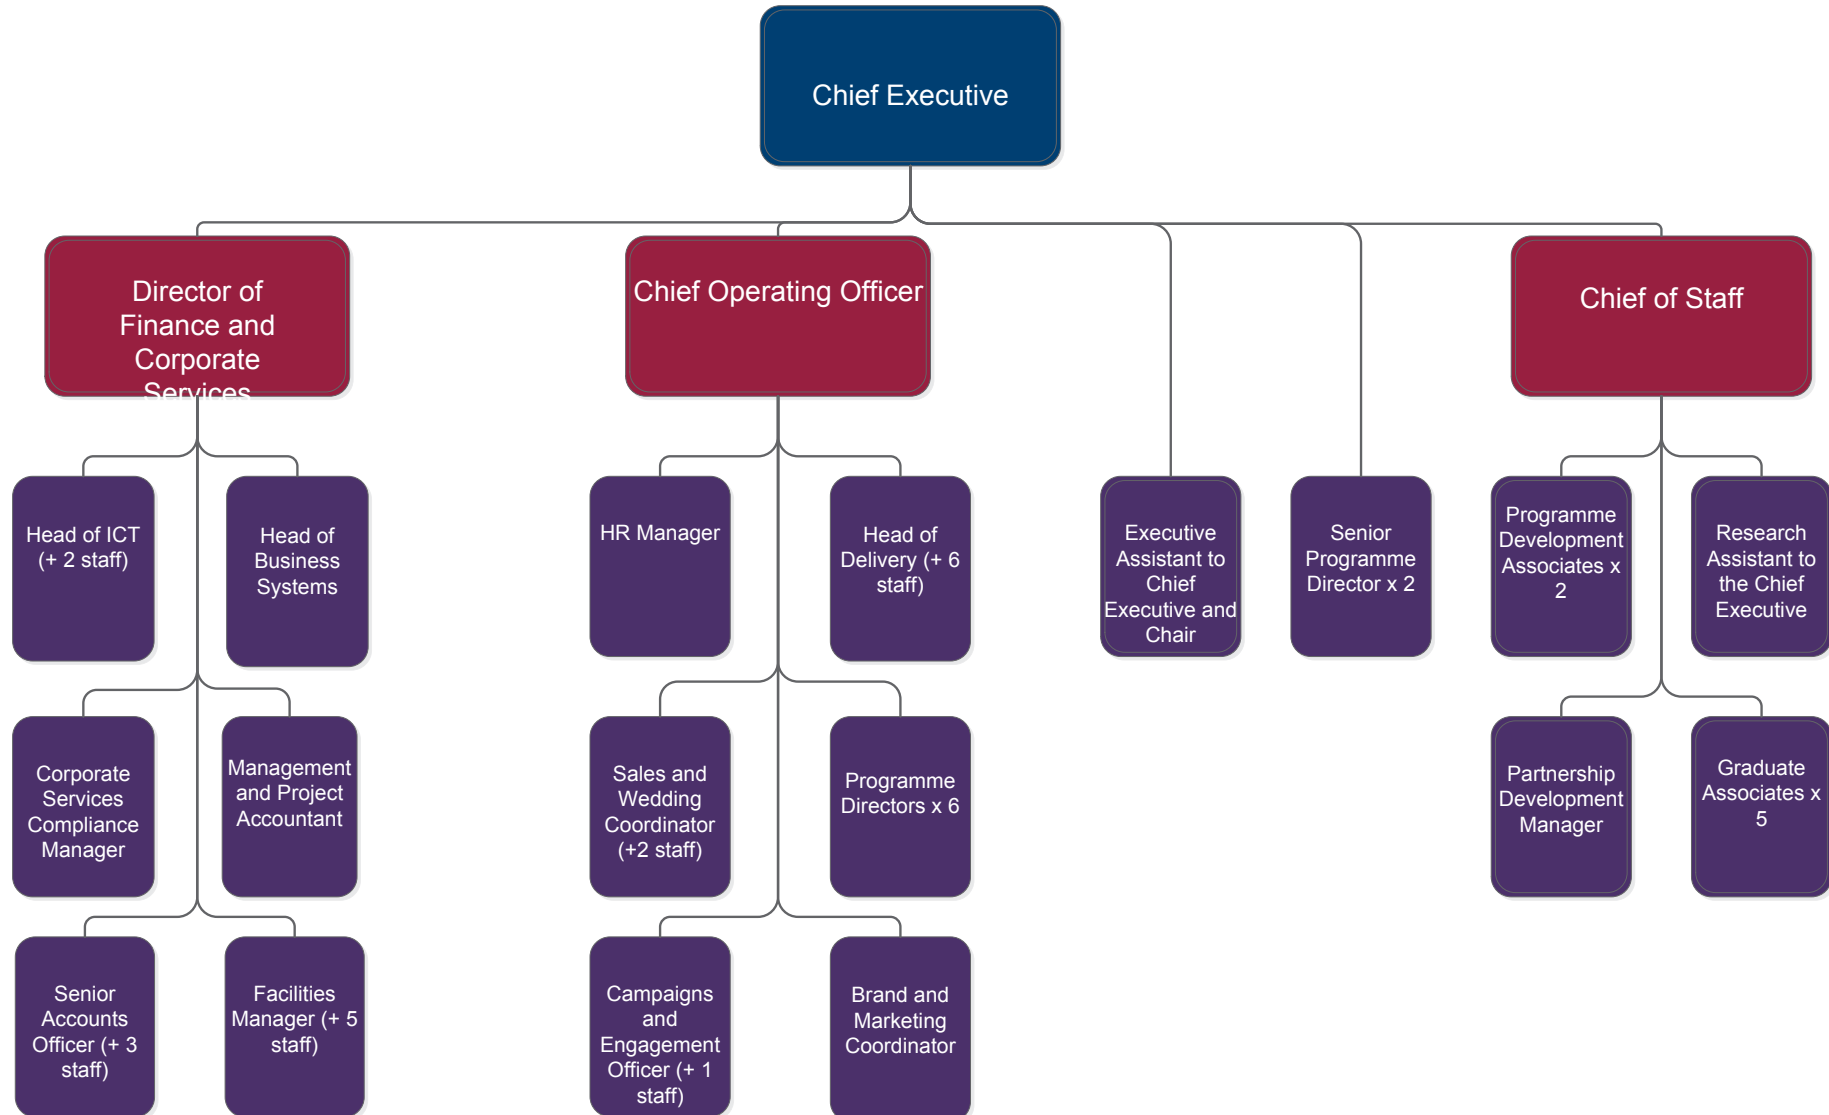 Chief Executive
Director of
Finance and
Corporate
Services
Chief Operating Officer
Chief of Staff
Head of ICT
(+ 2 staff)
Head of
Business
Systems
HR Manager
Head of
Delivery (+ 6
staff)
Executive
Assistant to
Chief
Executive and
Chair
Senior
Programme
Director x 2
Programme
Development
Associates x
2
Research
Assistant to
the Chief
Executive
Corporate
Services
Compliance
Manager
Management
and Project
Accountant
Sales and
Wedding
Coordinator
(+2 staff)
Programme
Directors x 6
Partnership
Development
Manager
Graduate
Associates x
5
Senior
Accounts
Officer (+ 3
staff)
Facilities
Manager (+ 5
staff)
Campaigns
and
Engagement
Officer (+ 1
staff)
Brand and
Marketing
Coordinator